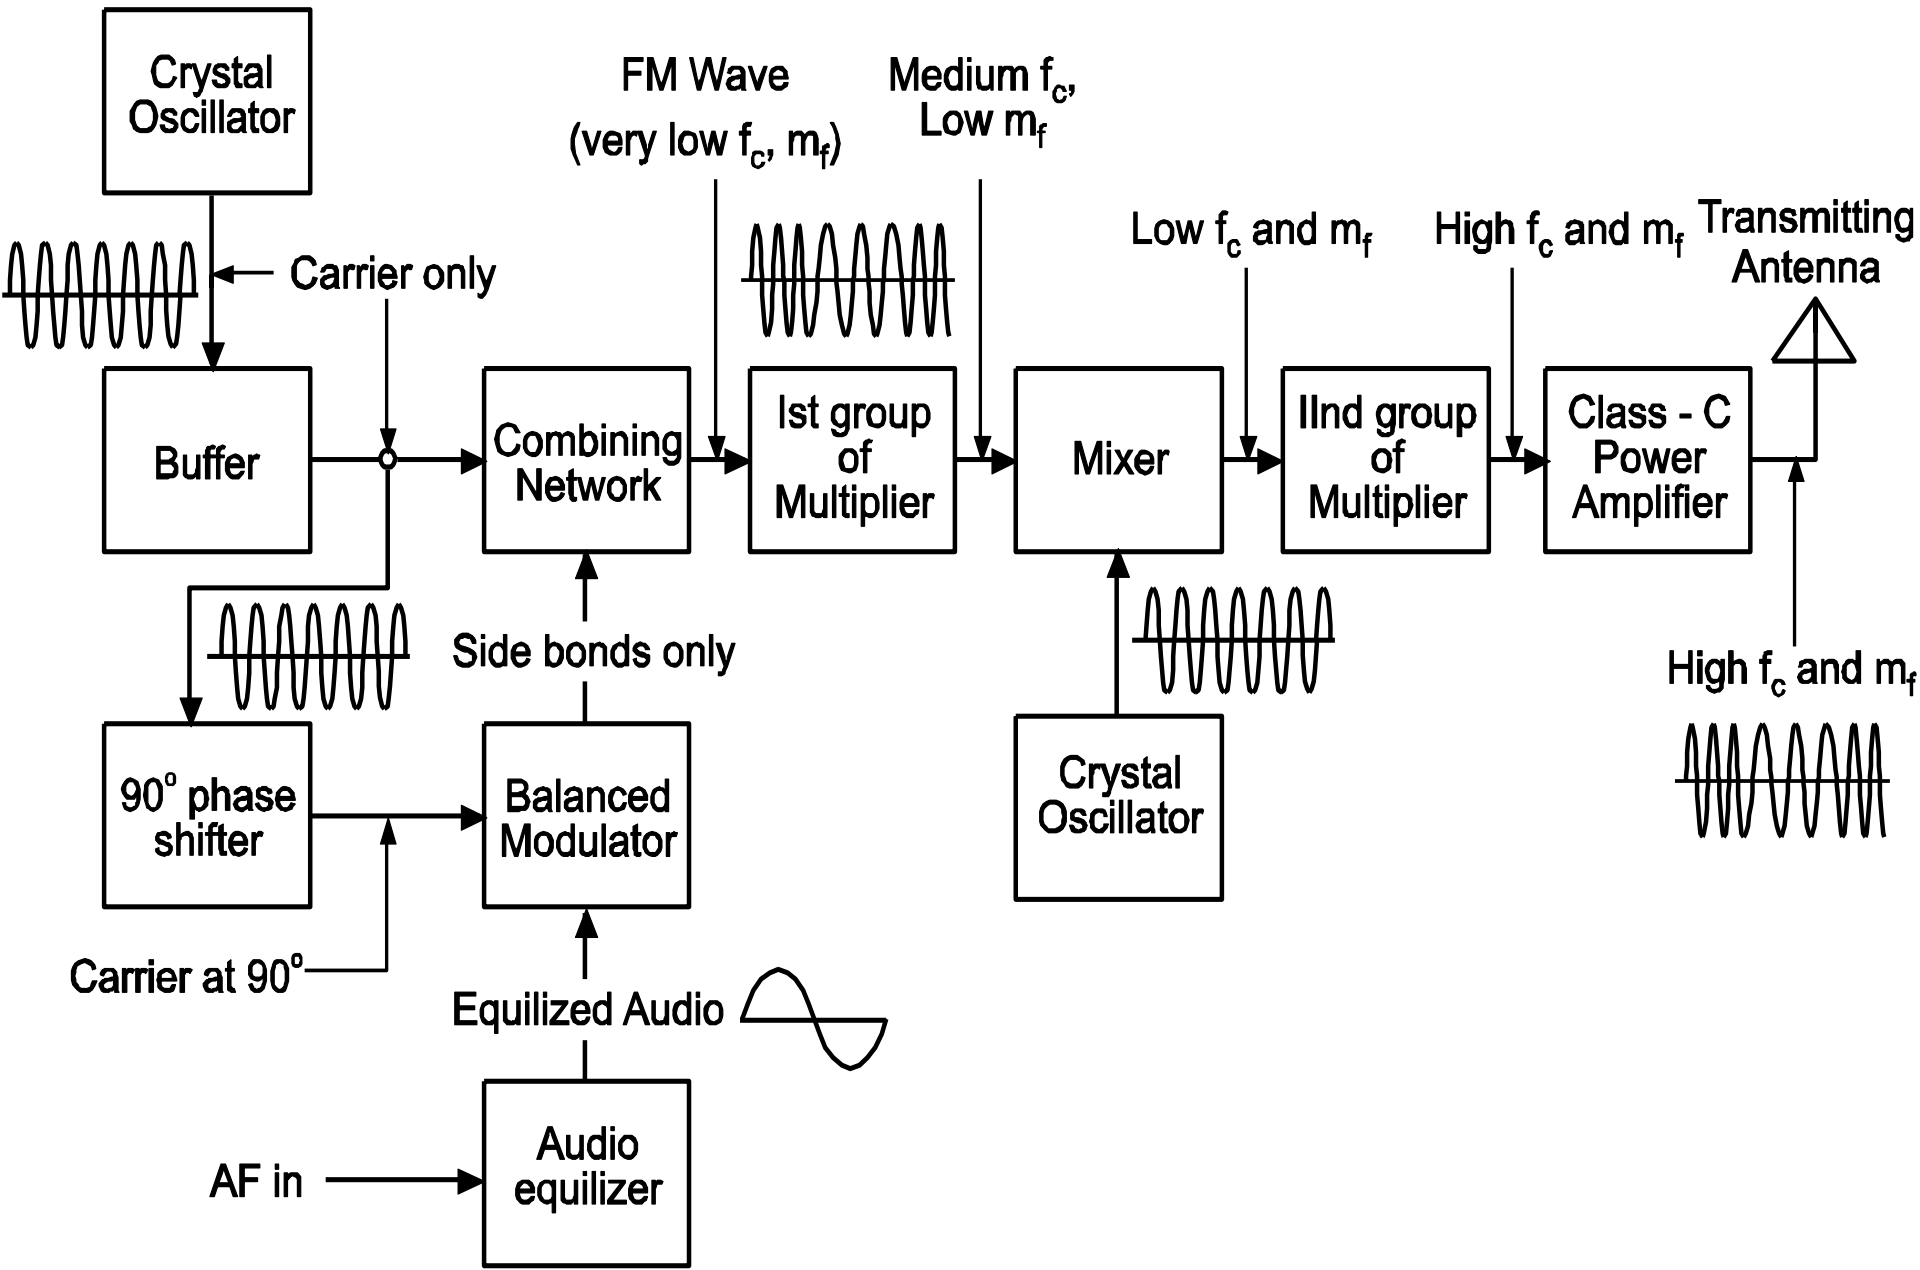 Crystal
Oscillator
FM Wave
(very low fc, mf)
Medium fc,
Low mf
Low fc and mf
High fc and mf
Transmitting
Antenna
Carrier only
Buffer
Combining
Network
Ist group
of
Multiplier
Mixer
IInd group
of
Multiplier
Class - C
Power
Amplifier
Side bonds only
High fc and mf
90° phase
shifter
Balanced
Modulator
Crystal
Oscillator
Carrier at 90°
Equilized Audio
AF in
Audio
equilizer